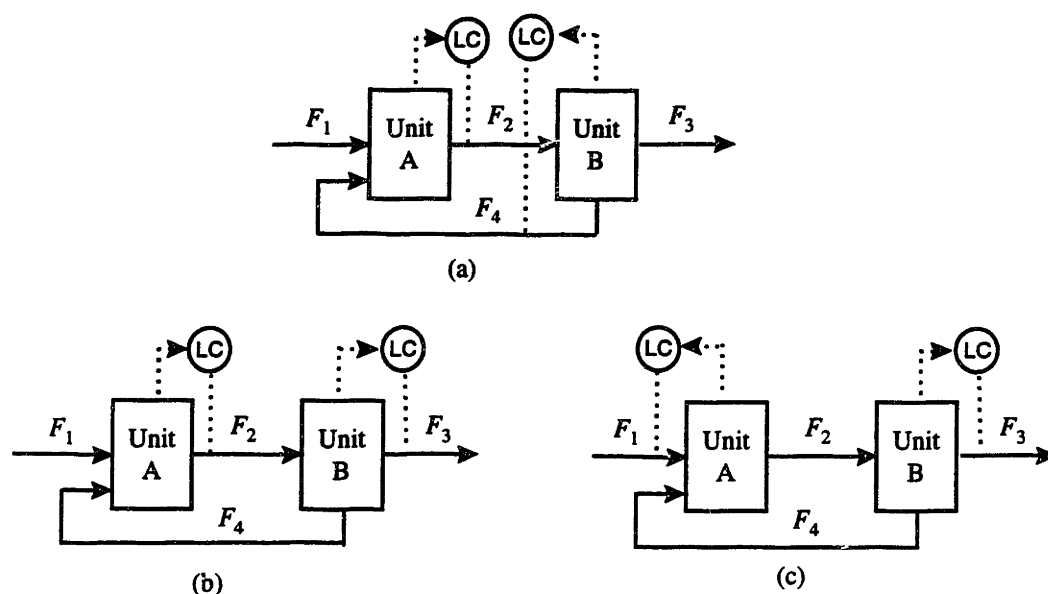 LC LC
F1 Unit A F2 Unit B F3
F4
(a)
LC LC
F1 Unit A F2 Unit B F3
F4
(b)
LC LC
F1 Unit A F2 Unit B F3
F4
(c)